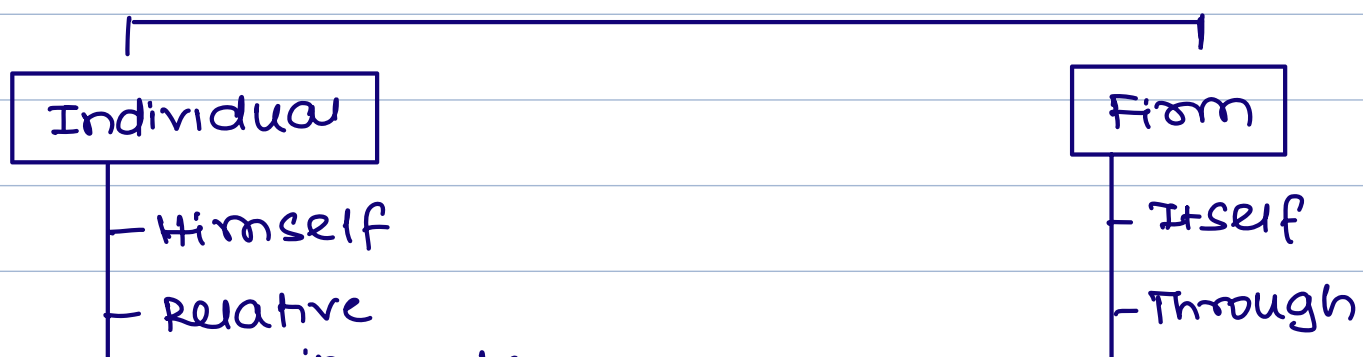 Individual
Firm
Himself
Itself
Relative
Through